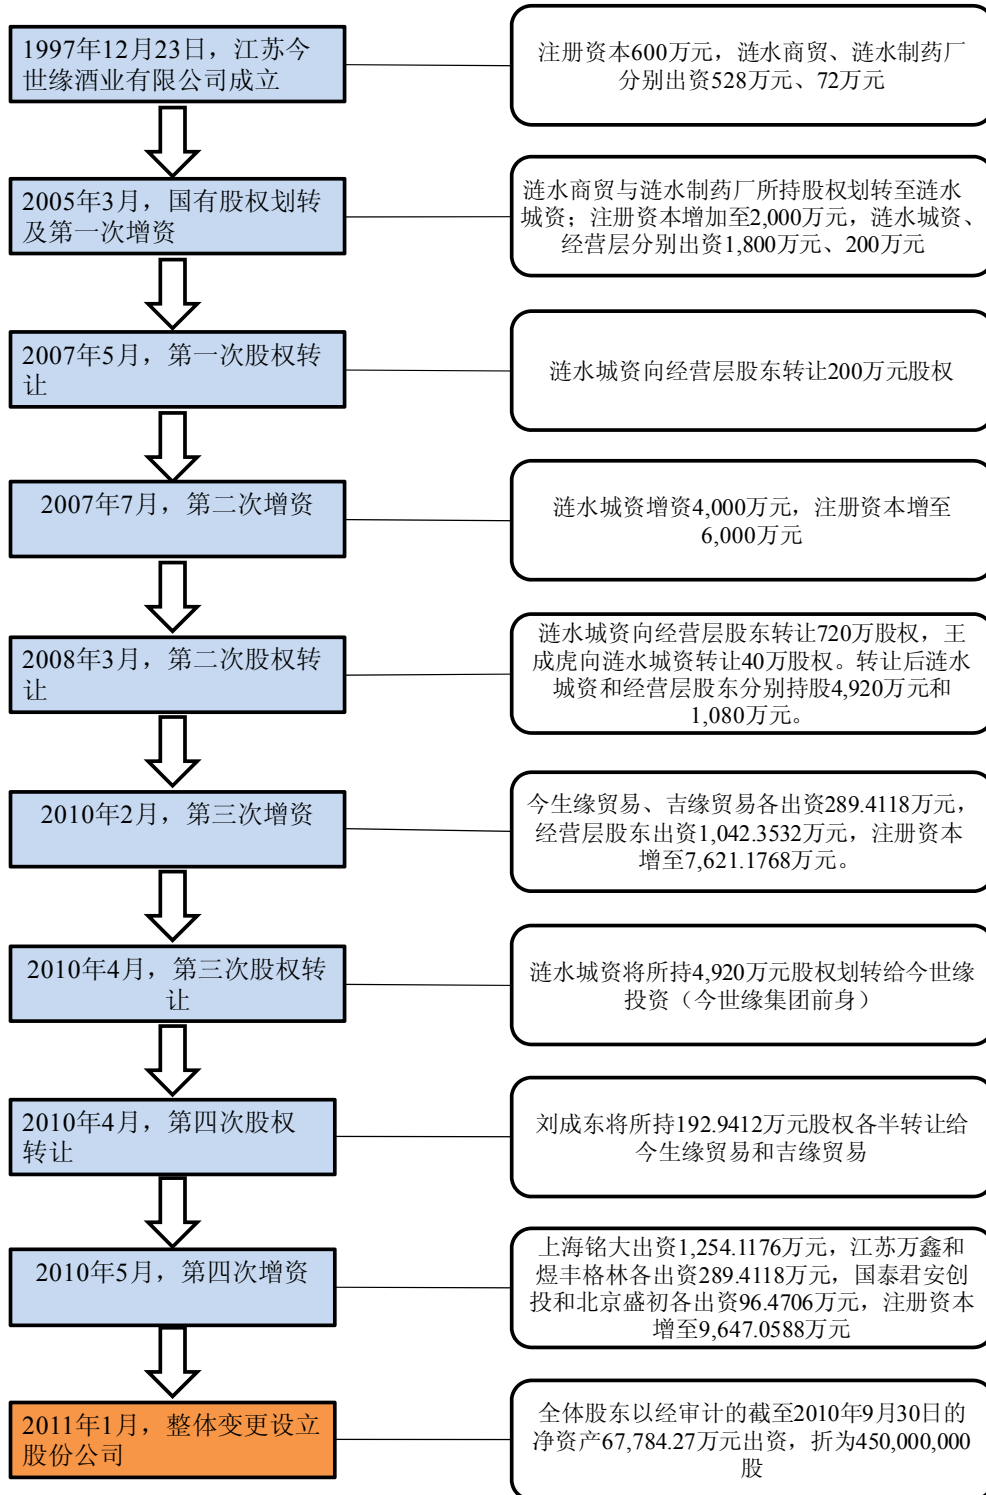 1997年12月23日，江苏今
世缘酒业有限公司成立
注册资本600万元，涟水商贸、涟水制药厂
分别出资528万元、72万元
2005年3月，国有股权划转
及第一次增资
涟水商贸与涟水制药厂所持股权划转至涟水
城资；注册资本增加至2,000万元，涟水城资、
经营层分别出资1,800万元、200万元
2007年5月，第一次股权转
让
涟水城资向经营层股东转让200万元股权
2007年7月，第二次增资
涟水城资增资4,000万元，注册资本增至
6,000万元
2008年3月，第二次股权转
让
涟水城资向经营层股东转让720万股权，王
成虎向涟水城资转让40万股权。转让后涟水
城资和经营层股东分别持股4,920万元和
1,080万元。
2010年2月，第三次增资
今生缘贸易、吉缘贸易各出资289.4118万元，
经营层股东出资1,042.3532万元，注册资本
增至7,621.1768万元。
2010年4月，第三次股权转
让
涟水城资将所持4,920万元股权划转给今世缘
投资（今世缘集团前身）
2010年4月，第四次股权
转让
刘成东将所持192.9412万元股权各半转让给
今生缘贸易和吉缘贸易
2010年5月，第四次增资
上海铭大出资1,254.1176万元，江苏万鑫和
煜丰格林各出资289.4118万元，国泰君安创
投和北京盛初各出资96.4706万元，注册资本
增至9,647.0588万元
2011年1月，整体变更设立
股份公司
全体股东以经审计的截至2010年9月30日的
净资产67,784.27万元出资，折为450,000,000
股